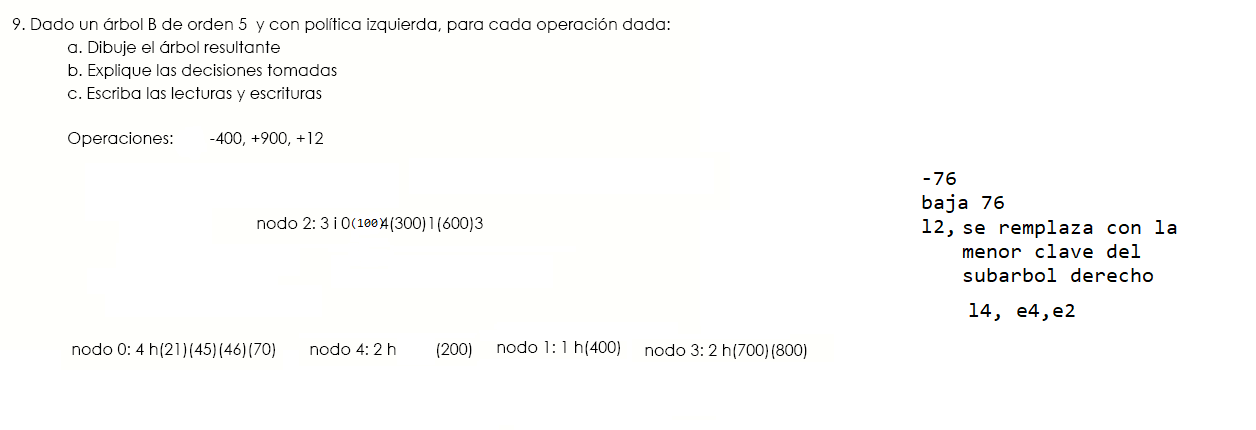 9. Dado un árbol B de orden 5 y con política izquierda, para cada operación dada:
a. Dibuje el árbol resultante
b. Explique las decisiones tomadas
c. Escriba las lecturas y escrituras
Operaciones: -400, +900, +12
-76
baja 76
l2, se remplaza con la
menor clave del
subarbol derecho
l4, e4,e2
nodo 2: 3 i 0(100)4(300)1(600)3
nodo 0: 4 h(21)(45)(46)(70) nodo 4: 2 h (200) nodo 1: 1 h(400) nodo 3: 2 h(700)(800)